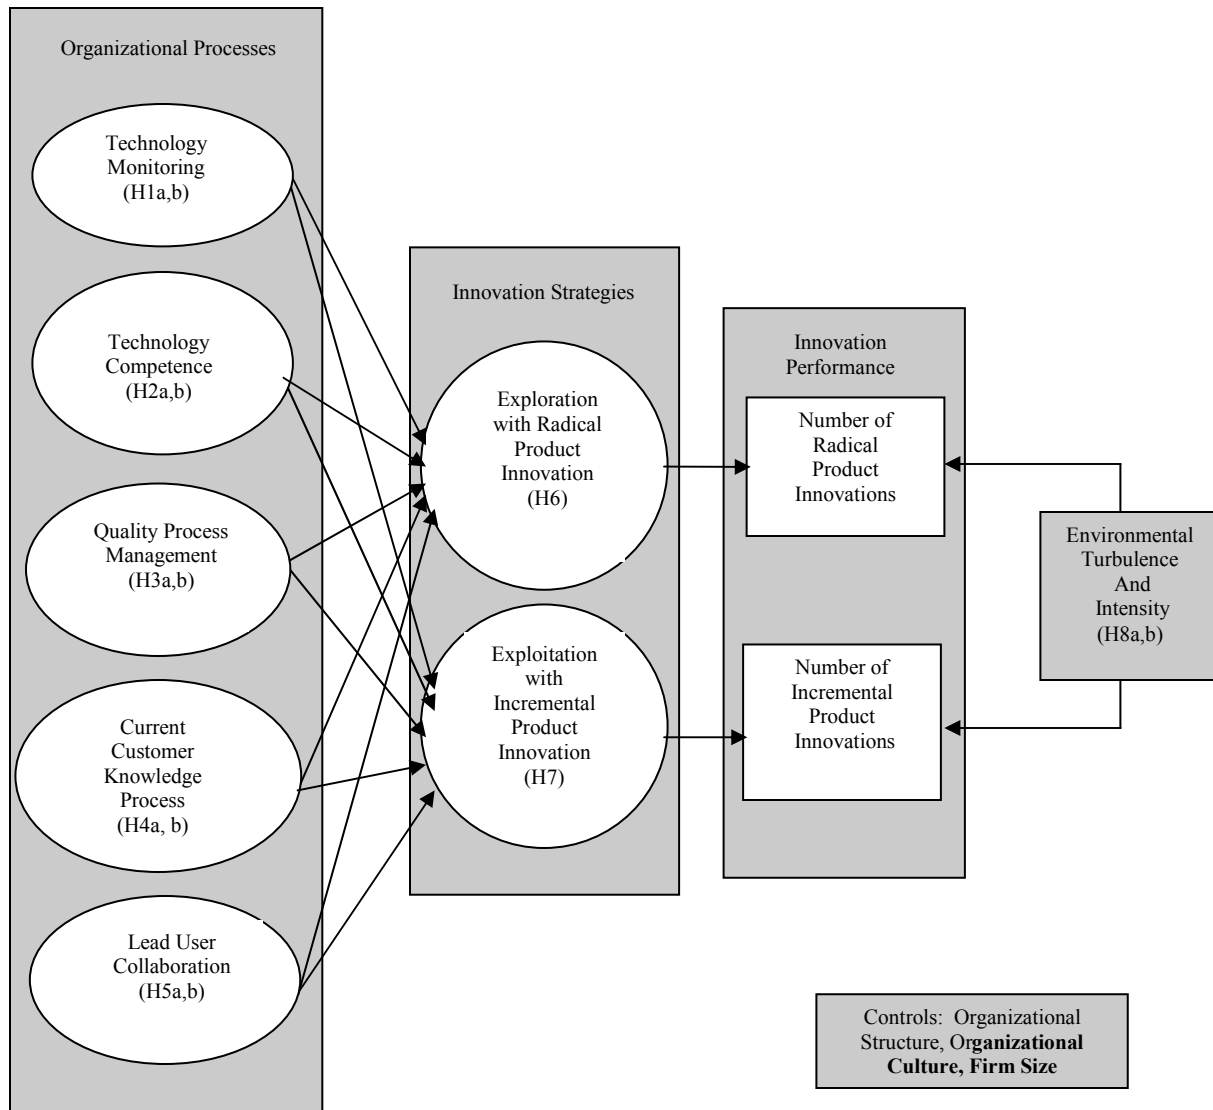 Organizational Processes
Technology
Monitoring
(H1a,b)
Technology
Competence
(H2a,b)
Quality Process
Management
(H3a,b)
Current
Customer
Knowledge
Process
(H4a, b)
Lead User
Collaboration
(H5a,b)
Innovation Strategies
Exploration
with Radical
Product
Innovation
(H6)
Exploitation
with
Incremental
Product
Innovation
(H7)
Innovation
Performance
Number of
Radical
Product
Innovations
Number of
Incremental
Product
Innovations
Environmental
Turbulence
And
Intensity
(H8a,b)
Controls: Organizational
Structure, Organizational
Culture, Firm Size